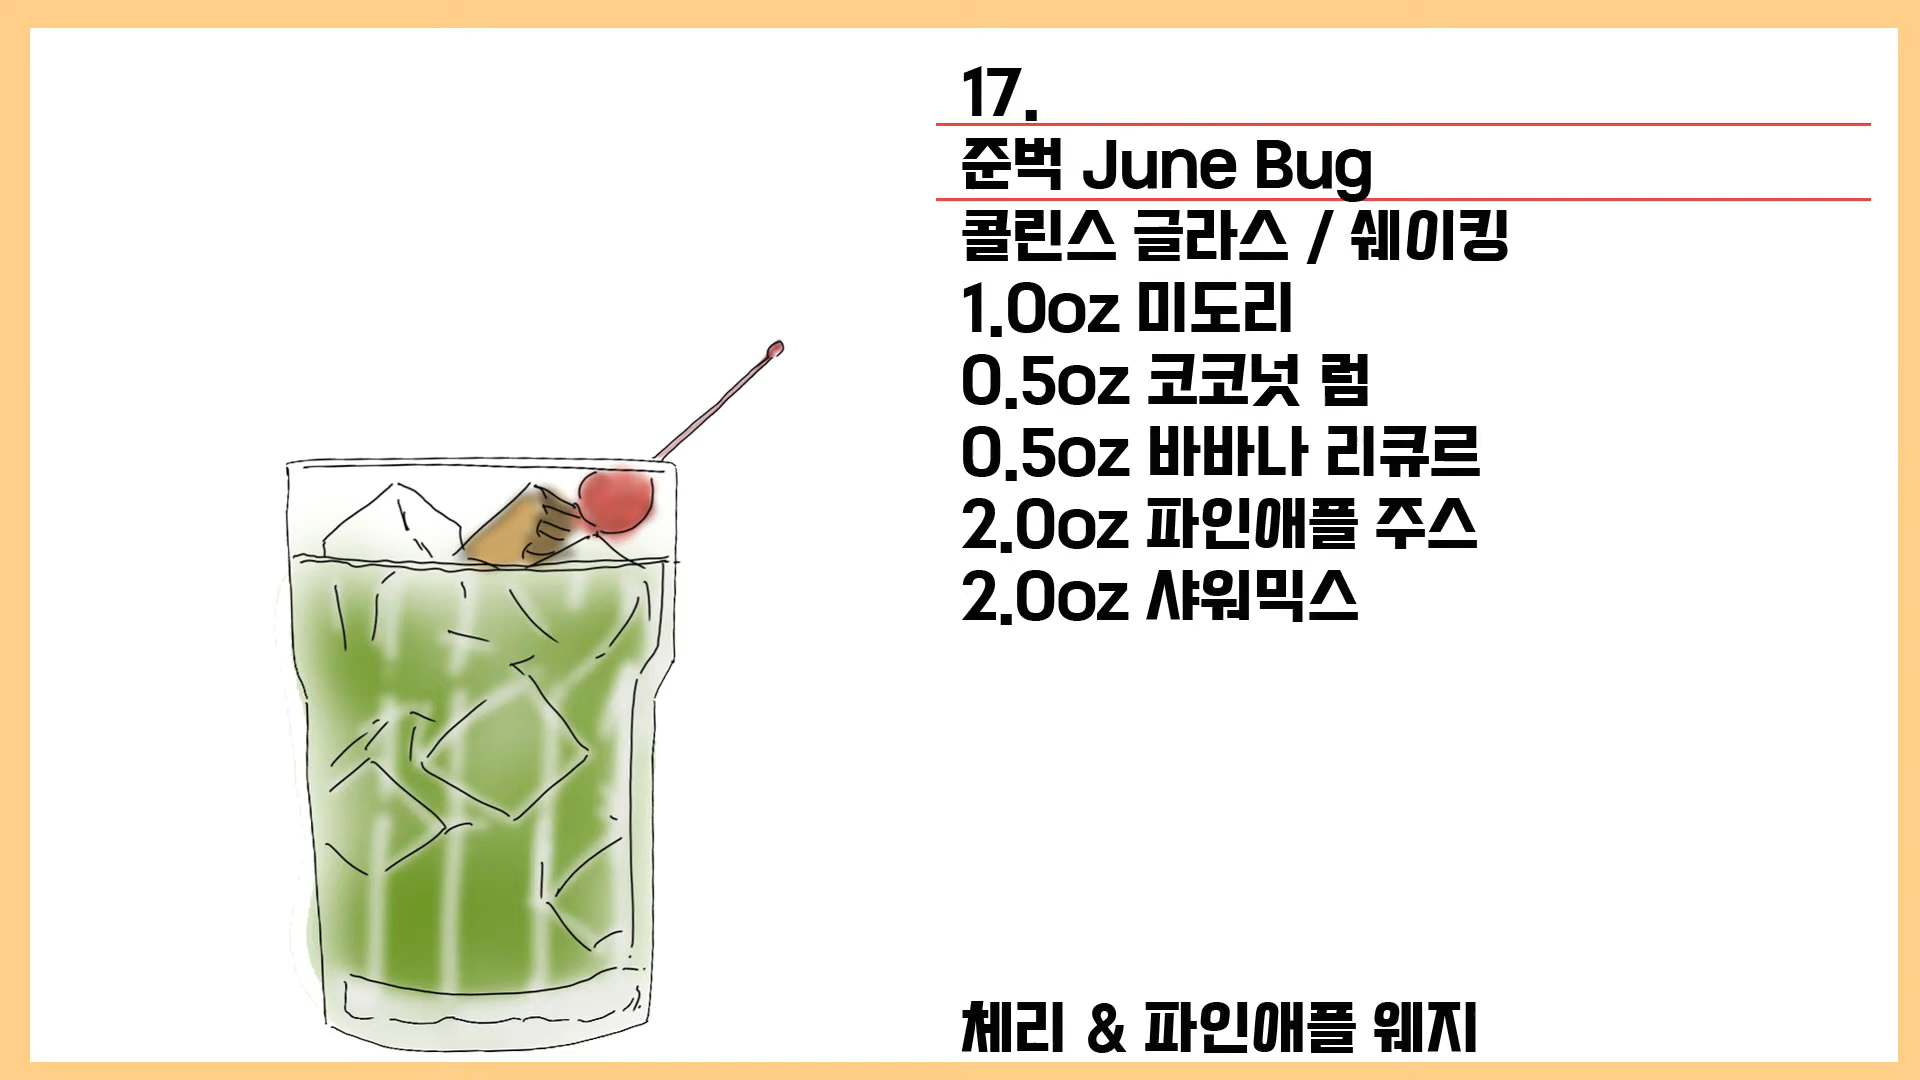 17.
준벅 June Bug
콜린스 글라스 / 쉐이킹
1.0oz 미도리
0.5oz 코코넛 럼
0.5oz 바바나 리큐르
2.0oz 파인애플 주스
2.0oz 샤워믹스
체리 & 파인애플 웨지